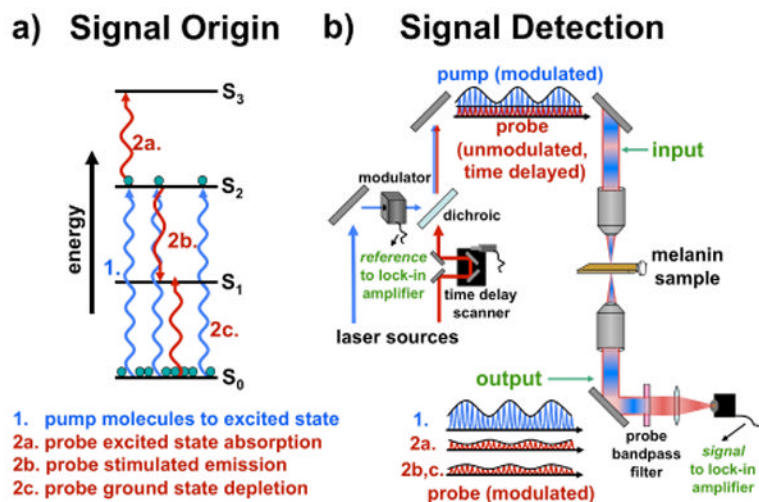 a) Signal Origin
S3
2a.
S2
energy
1.
2b.
S1
2c.
S0
1. pump molecules to excited state
2a. probe excited state absorption
2b. probe stimulated emission
2c probe ground state depletion
b) Signal Detection
pump (modulated)
probe
(unmodulated,
time delayed)
input
modulator
dichroic
reference
to lock-in
amplifier
time delay
scanner
laser sources
melanin
sample
output
1.
2a.
2b,c.
probe (modulated)
probe
bandpass
filter
signal
to lock-in
amplifier